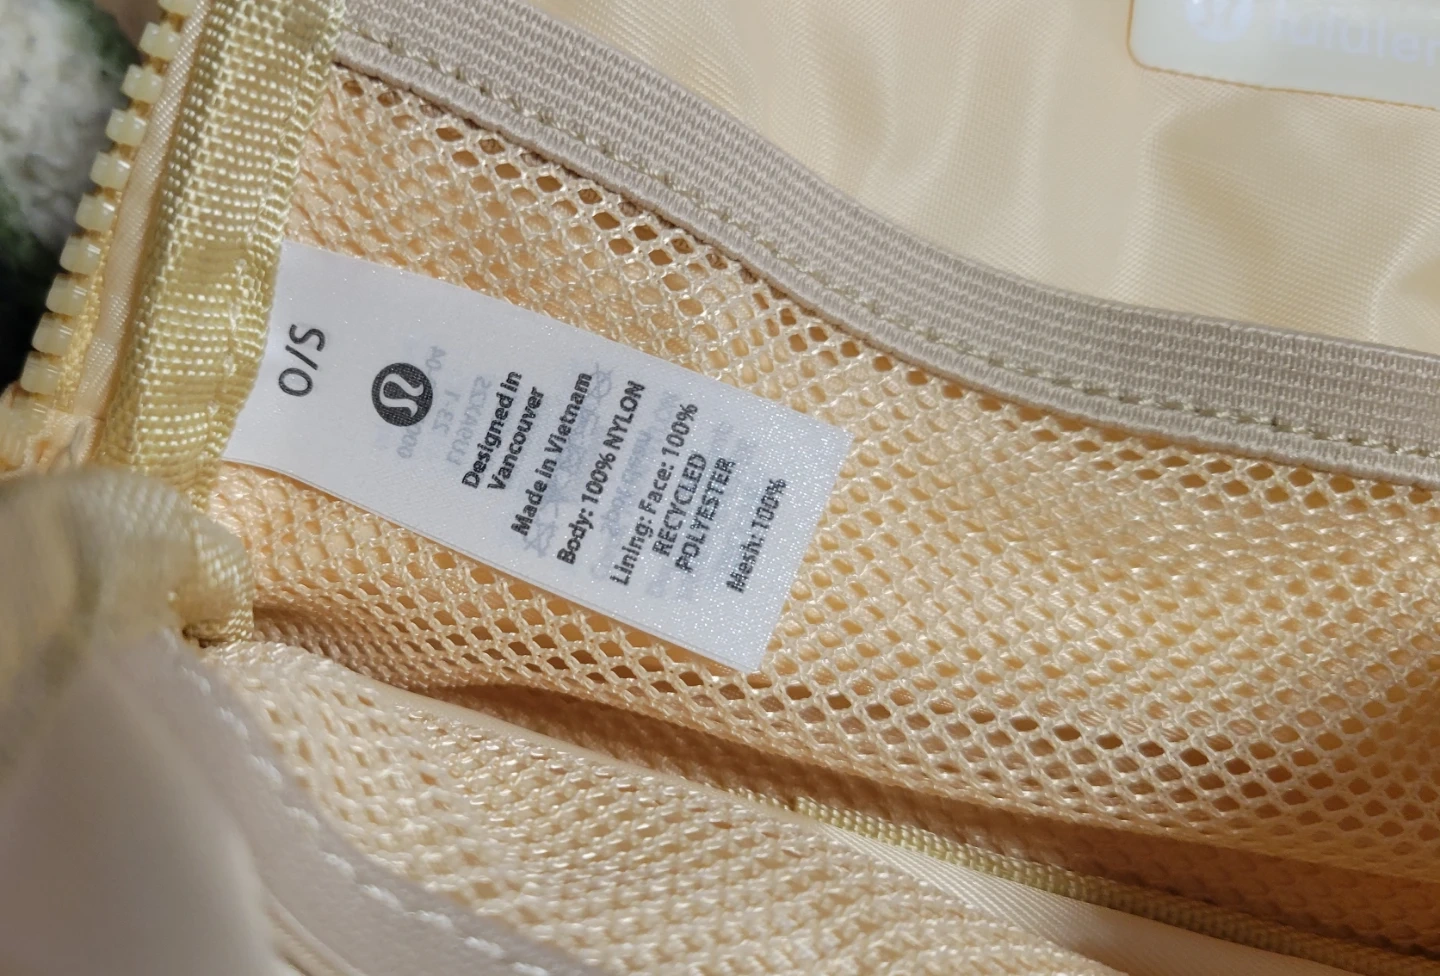 O/S
Designed in
Vancouver
Made in Vietnam
Body: 100% NYLON
Lining: Face: 100%
RECYCLED
POLYESTER
Mesh: 100%